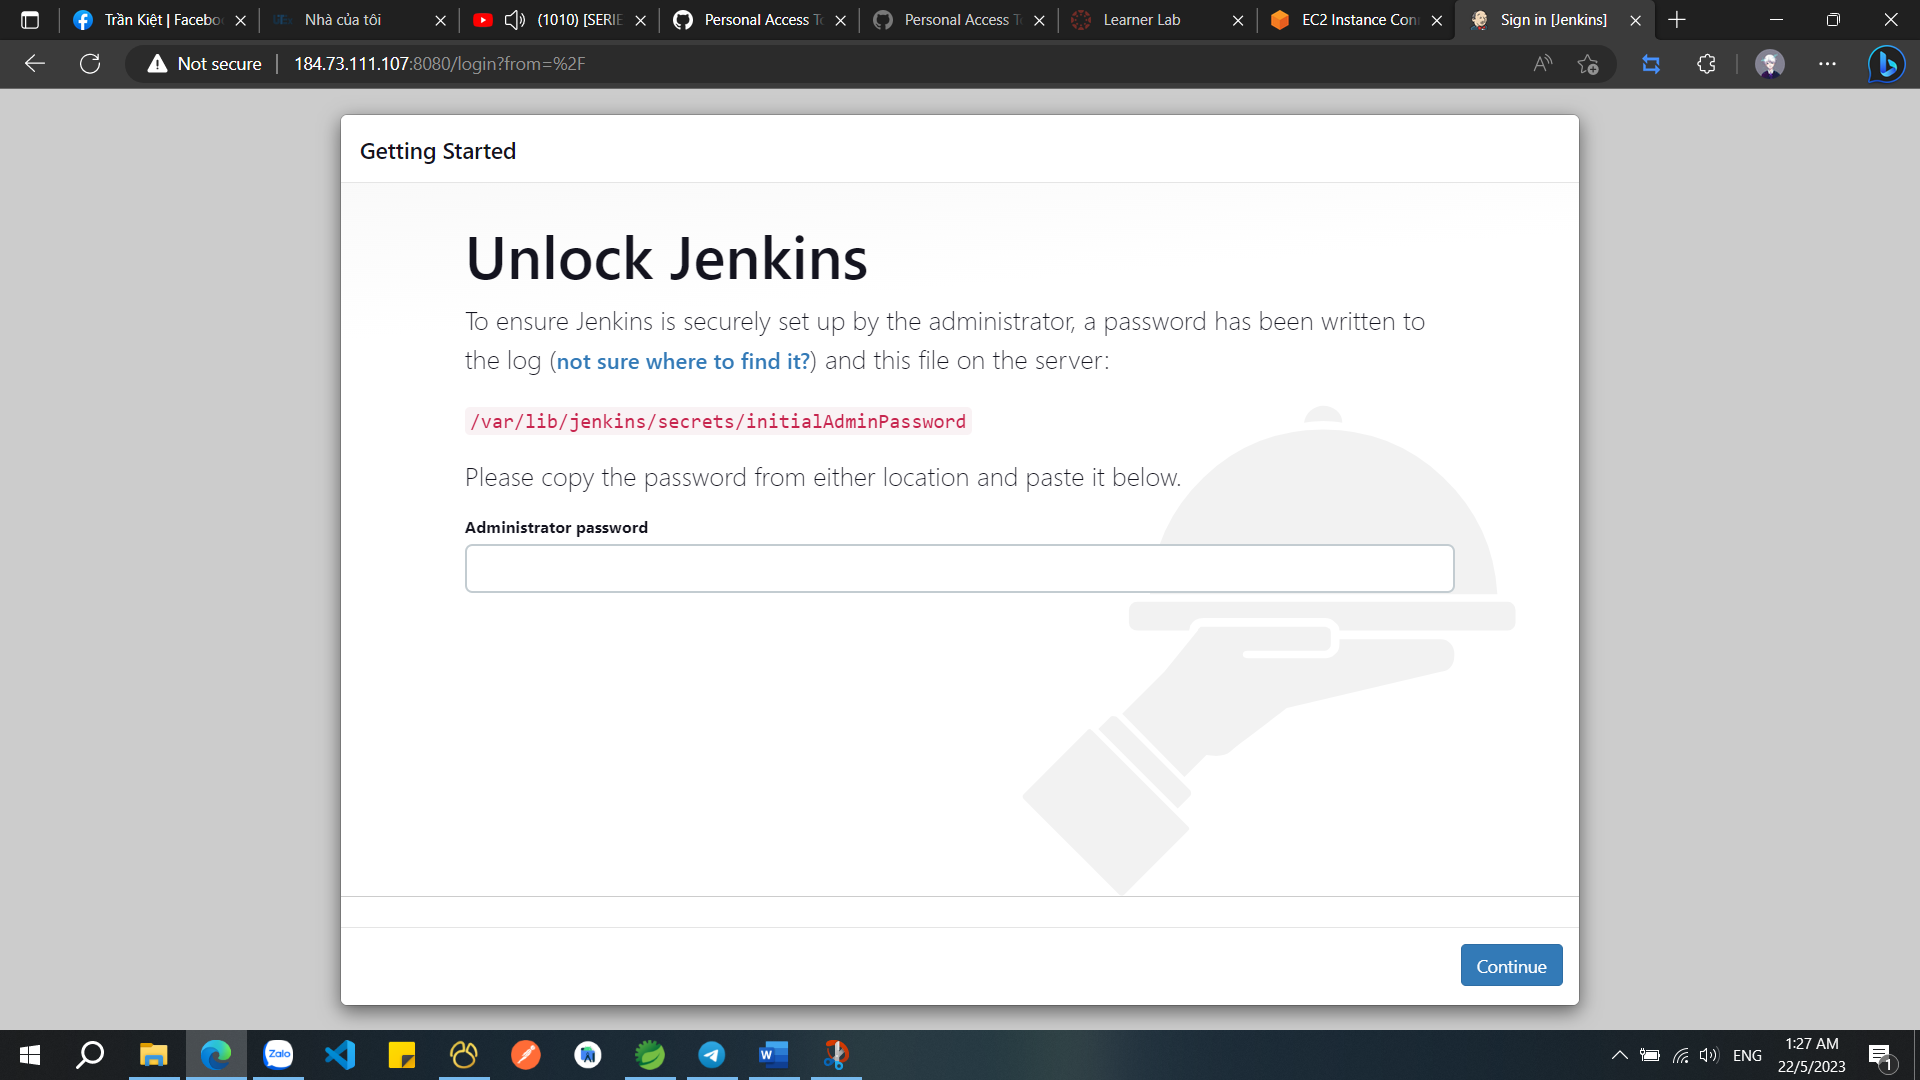 Trần Kiệt | Facebo
Nhà của tôi
(1010) [SERIE
Personal Access To
Personal Access To
Learner Lab
EC2 Instance Conn
Sign in [Jenkins]
Not secure
184.73.111.107:8080/login?from=%2F
Getting Started
Unlock Jenkins
To ensure Jenkins is securely set up by the administrator, a password has been written to
the log (not sure where to find it?) and this file on the server:
/var/lib/jenkins/secrets/initialAdminPassword
Please copy the password from either location and paste it below.
Administrator password
Continue
Zalo
ENG
1:27 AM
22/5/2023
1